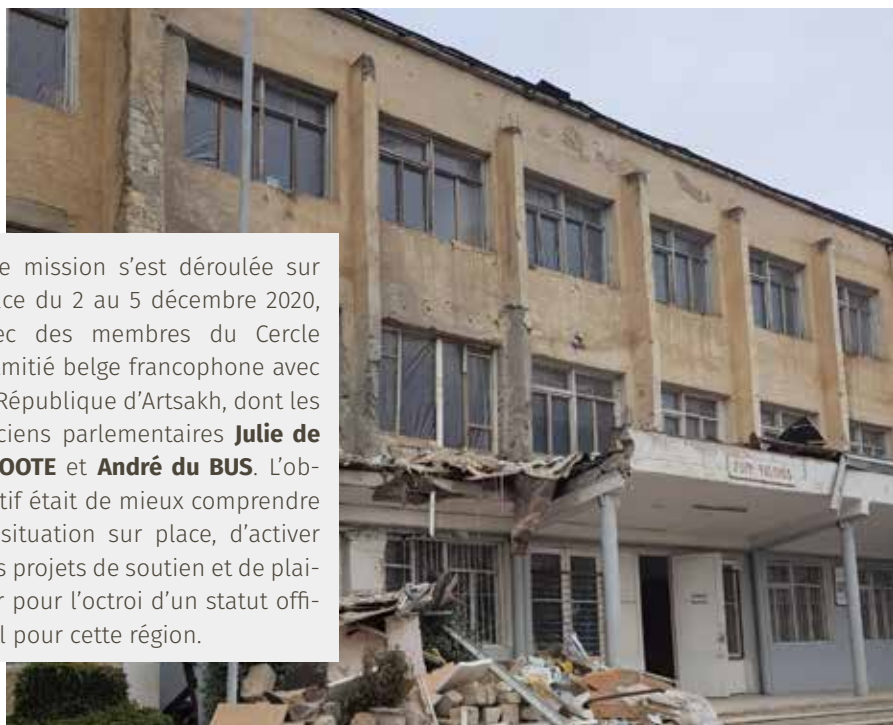 e mission s'est déroulée sur
ce du 2 au 5 décembre 2020,
ec des membres du Cercle
mitié belge francophone avec
République d'Artsakh, dont les
ciens parlementaires Julie de
OOTE et André du BUS. L'ob-
tif était de mieux comprendre
situation sur place, d'activer
s projets de soutien et de plai-
r pour l'octroi d'un statut offi-
l pour cette région.